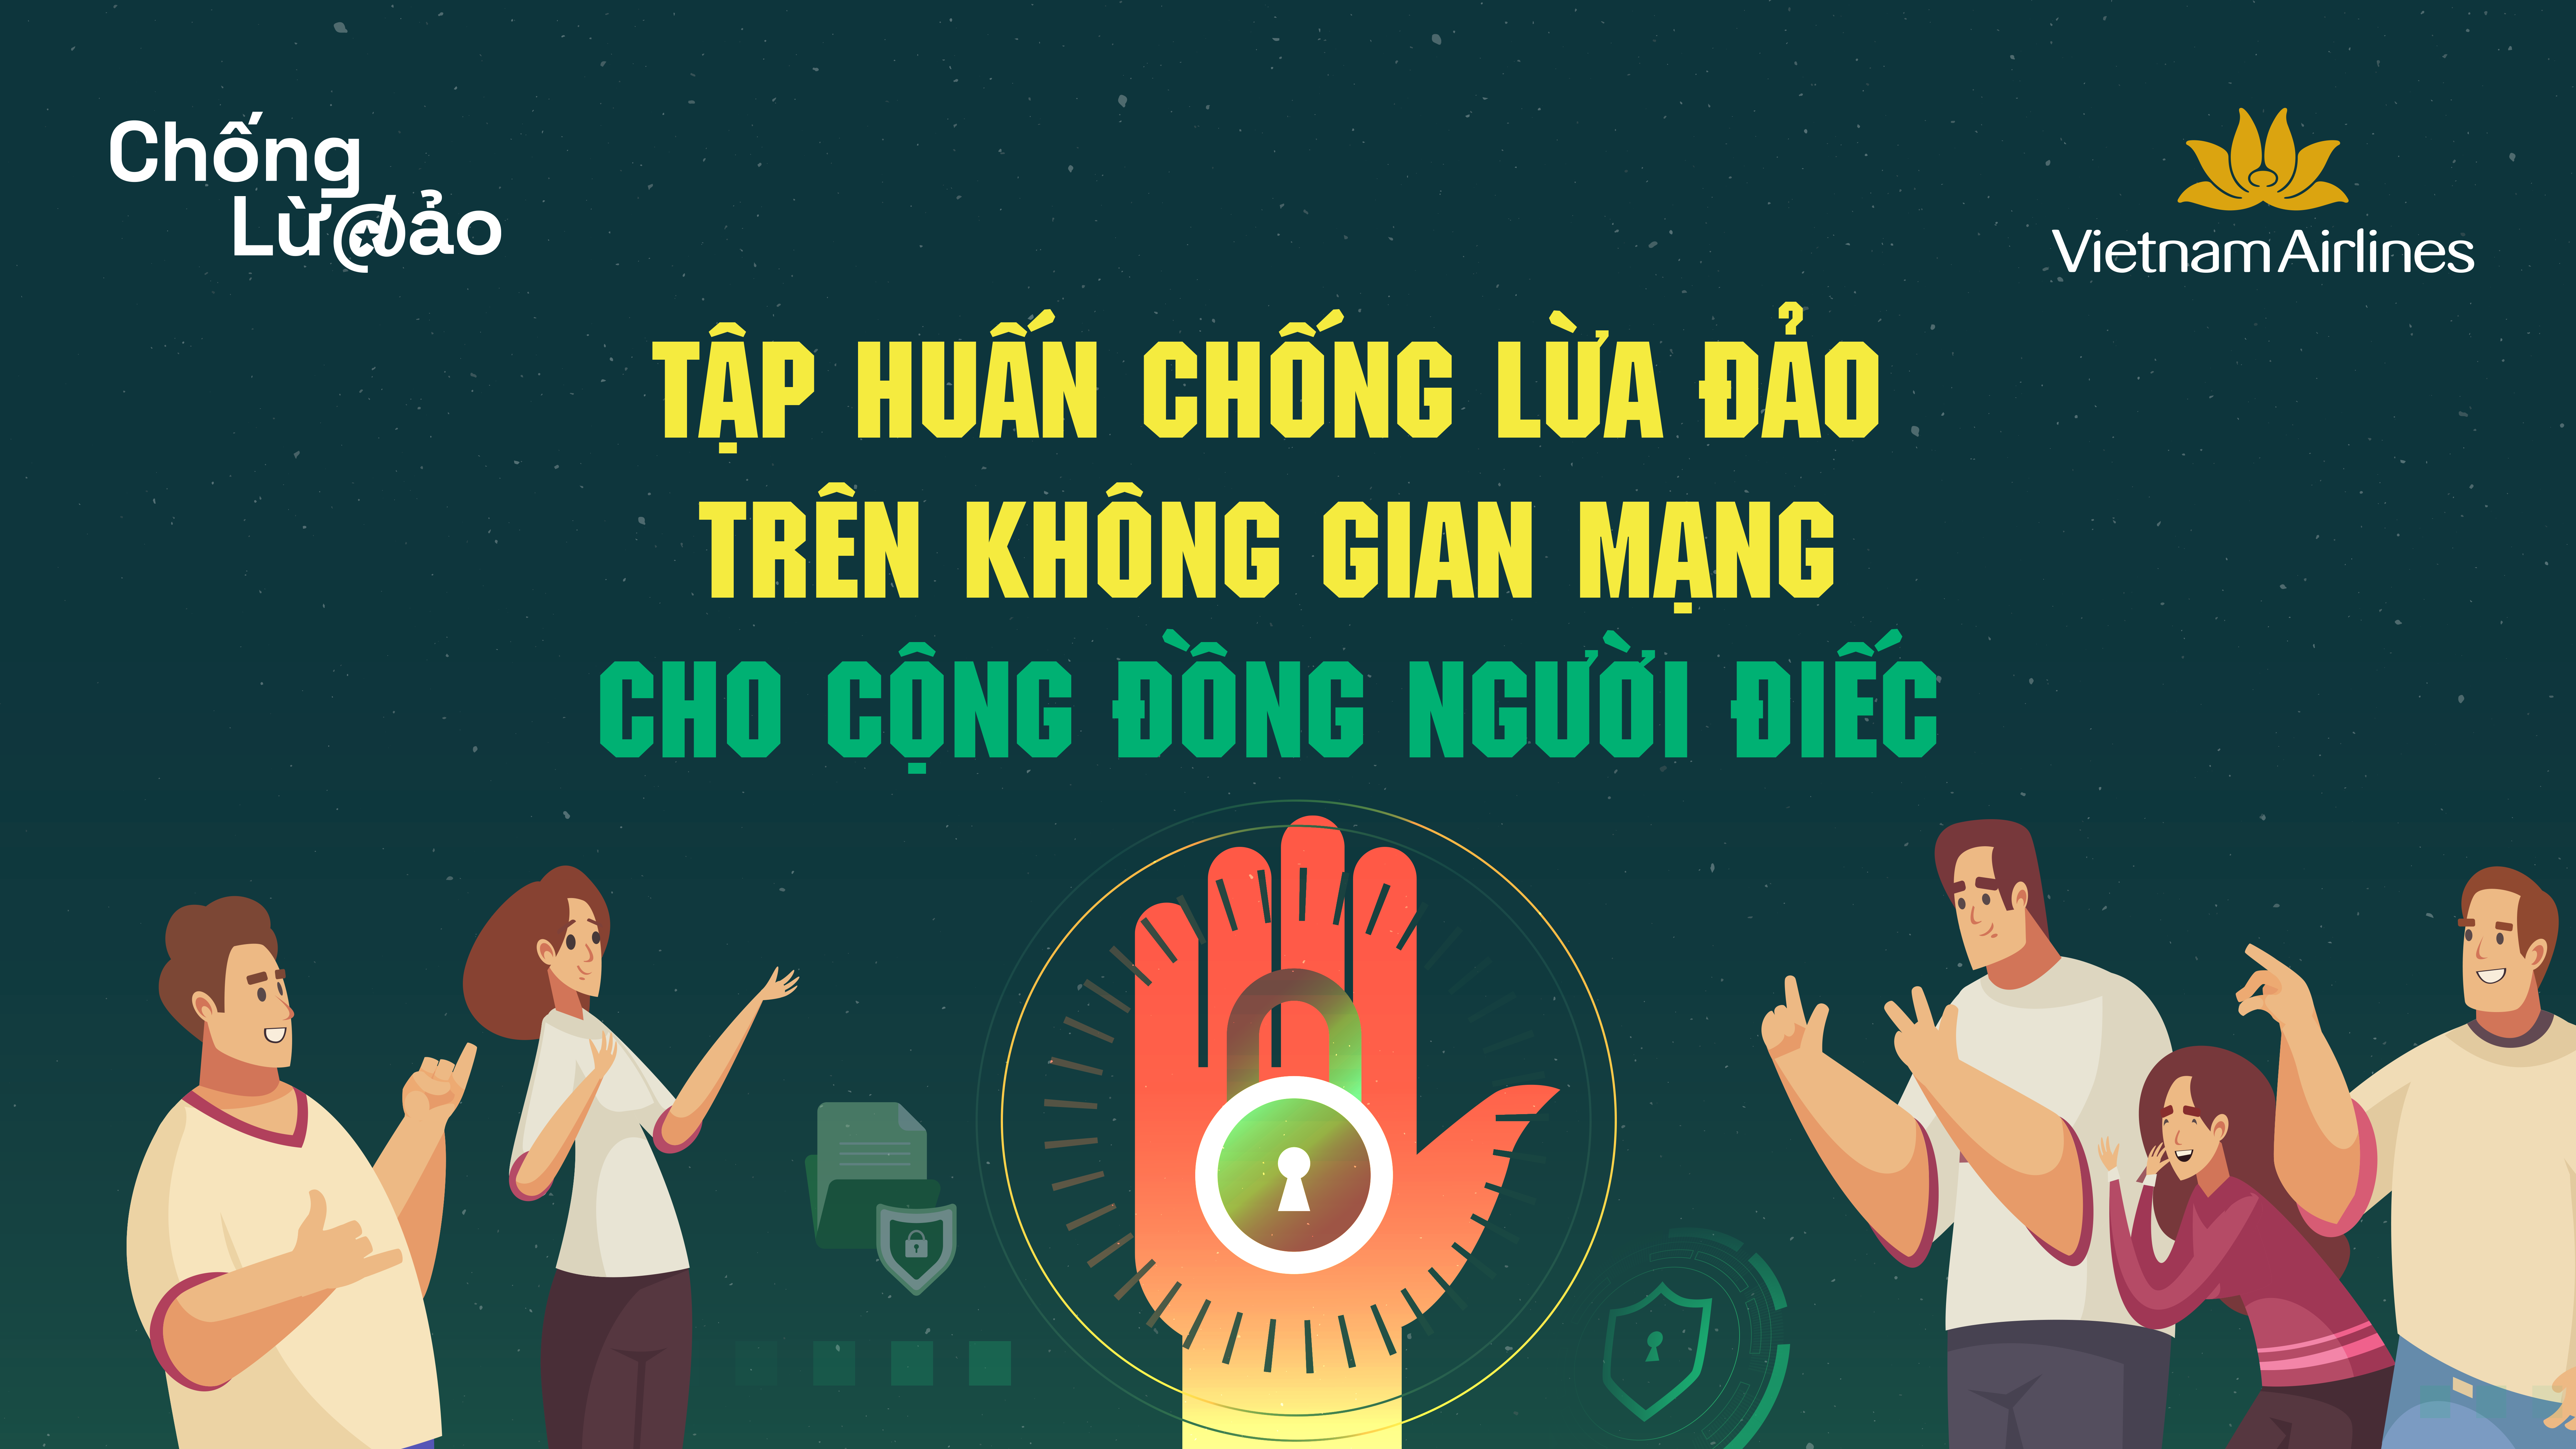 Chống
Lừ@đảo
Vietnam Airlines
TẬP HUẤN CHỐNG LỪA ĐẢO
TRÊN KHÔNG GIAN MẠNG
CHO CỘNG ĐỒNG NGƯỜI ĐIẾC